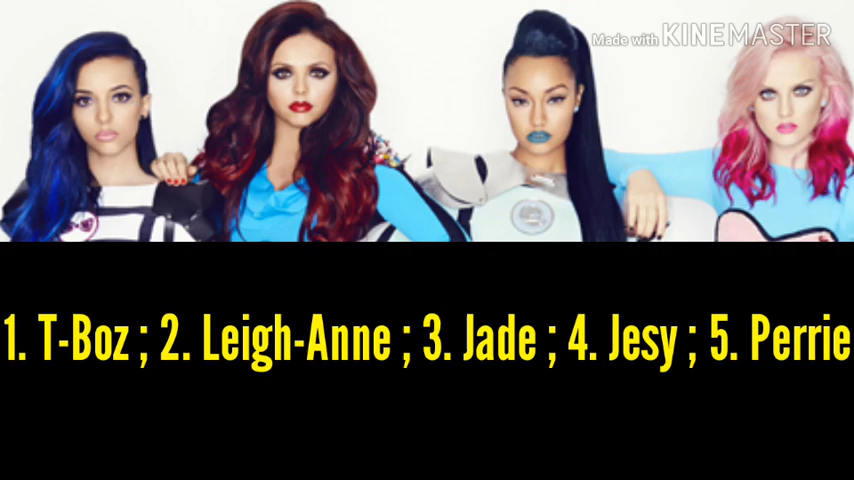 Made with KINEMASTER
1. T-Boz ; 2. Leigh-Anne ; 3. Jade ; 4. Jesy ; 5. Perrie